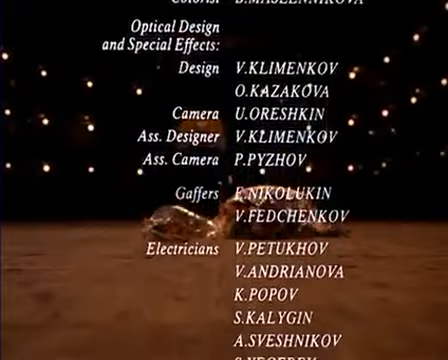 Optical Design
and Special Effects:
Design V.KLIMENKOV
O.KAZAKOVA
Camera U.ORESHKIN
Ass. Designer V.KLIMENKOV
Ass. Camera P.PYZHOV
Gaffers E.NIKOLUKIN
V.FEDCHENKOV
Electricians V.PETUKHOV
V.ANDRIANOVA
K.POPOV
S.KALYGIN
A.SVESHNIKOV